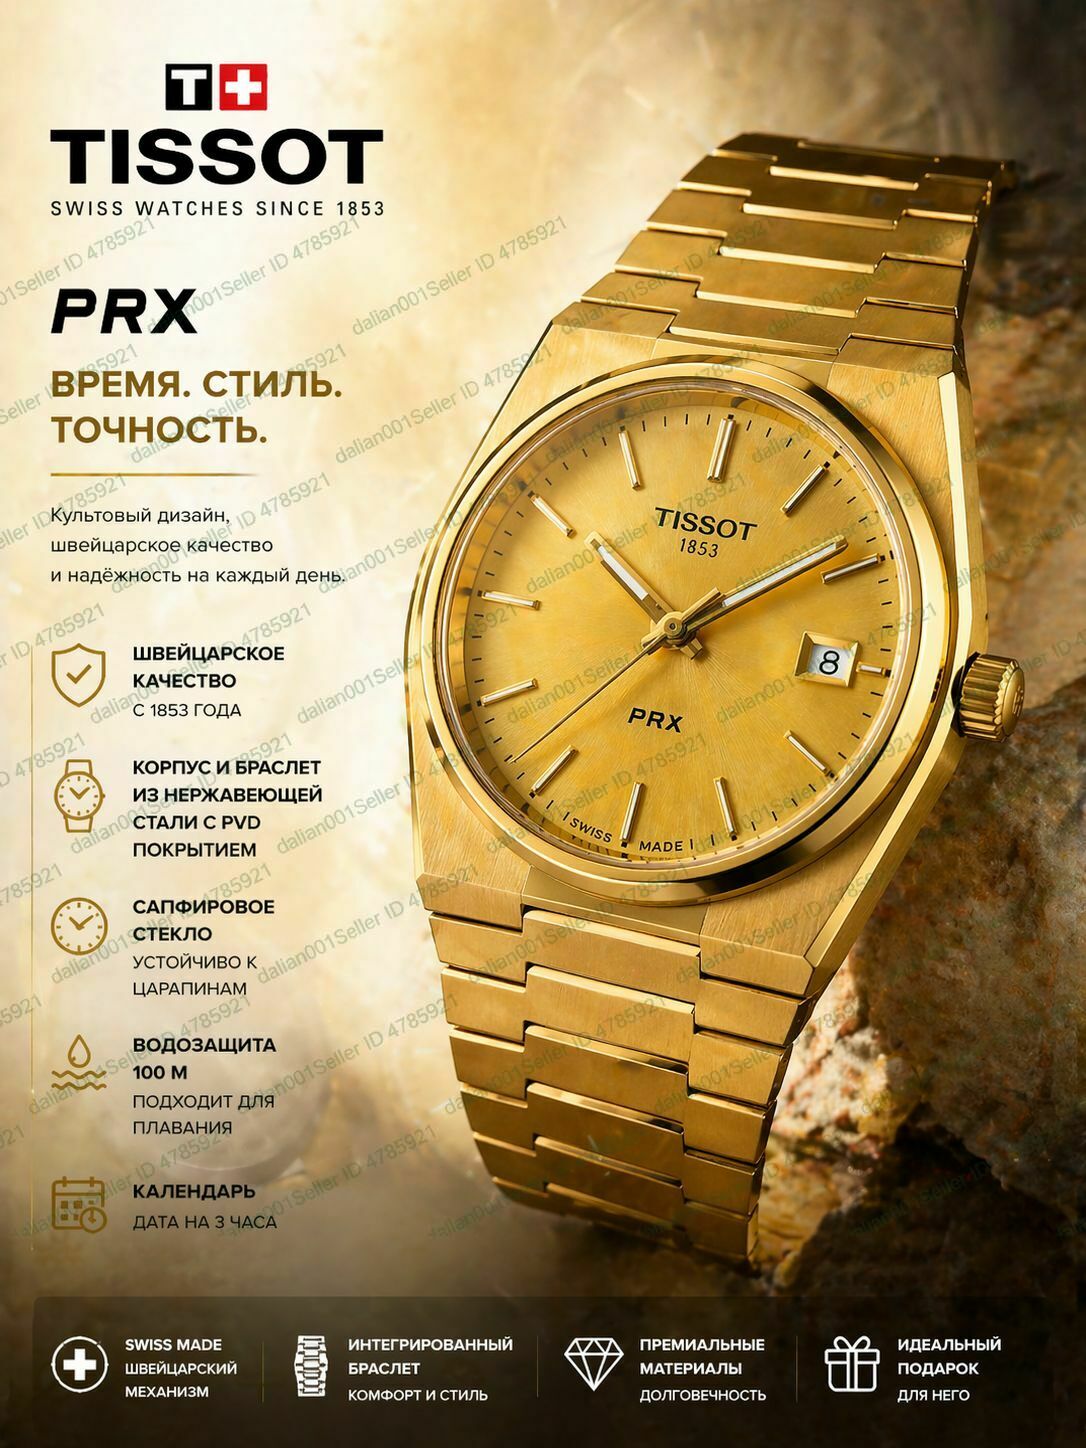 T+
TISSOT
SWISS WATCHES SINCE 1853
PRX
ВРЕМЯ. СТИЛЬ.
ТОЧНОСТЬ.
Культовый дизайн,
швейцарское качество
и надёжность на каждый день.
ШВЕЙЦАРСКОЕ
КАЧЕСТВО
С 1853 ГОДА
КОРПУС И БРАСЛЕТ
ИЗ НЕРЖАВЕЮЩЕЙ
СТАЛИ С PVD
ПОКРЫТИЕМ
САПФИРОВОЕ
СТЕКЛО
УСТОЙЧИВО К
ЦАРАПИНАМ
ВОДОЗАЩИТА
100 М
ПОДХОДИТ ДЛЯ
ПЛАВАНИЯ
КАЛЕНДАРЬ
ДАТА НА 3 ЧАСА
TISSOT
1853
8
PRX
SWISS MADE
SWISS MADE
ШВЕЙЦАРСКИЙ
МЕХАНИЗМ
ИНТЕГРИРОВАННЫЙ
БРАСЛЕТ
КОМФОРТ И СТИЛЬ
ПРЕМИАЛЬНЫЕ
МАТЕРИАЛЫ
ДОЛГОВЕЧНОСТЬ
ИДЕАЛЬНЫЙ
ПОДАРОК
ДЛЯ НЕГО
dalian001Seller ID 4785921